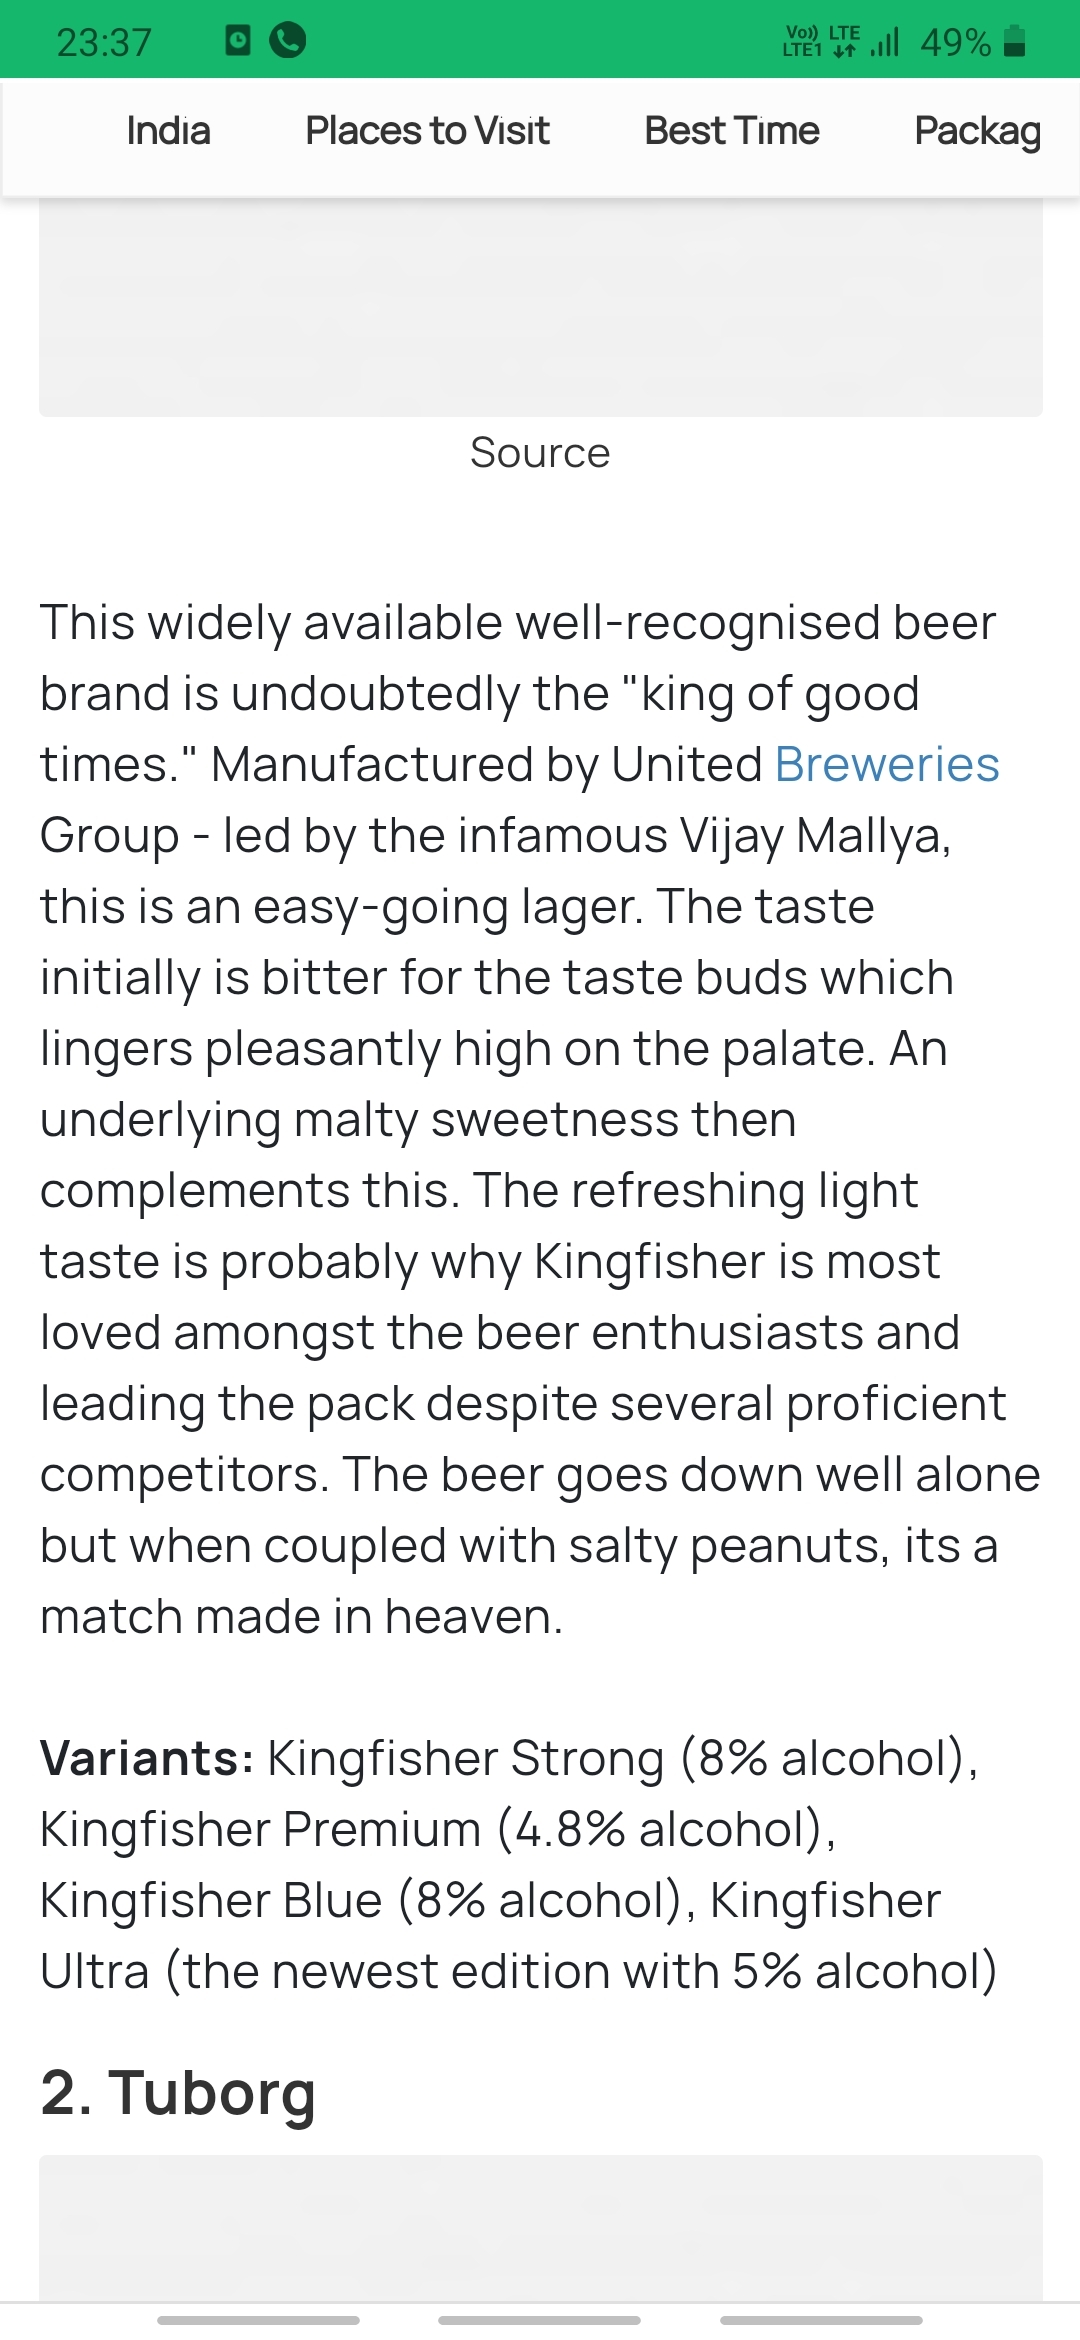 23:37
Vo)) LTE
LTE1
49%
India Places to Visit Best Time Packag
Source
This widely available well-recognised beer
brand is undoubtedly the "king of good
times." Manufactured by United Breweries
Group - led by the infamous Vijay Mallya,
this is an easy-going lager. The taste
initially is bitter for the taste buds which
lingers pleasantly high on the palate. An
underlying malty sweetness then
complements this. The refreshing light
taste is probably why Kingfisher is most
loved amongst the beer enthusiasts and
leading the pack despite several proficient
competitors. The beer goes down well alone
but when coupled with salty peanuts, its a
match made in heaven.
Variants: Kingfisher Strong (8% alcohol),
Kingfisher Premium (4.8% alcohol),
Kingfisher Blue (8% alcohol), Kingfisher
Ultra (the newest edition with 5% alcohol)
2. Tuborg